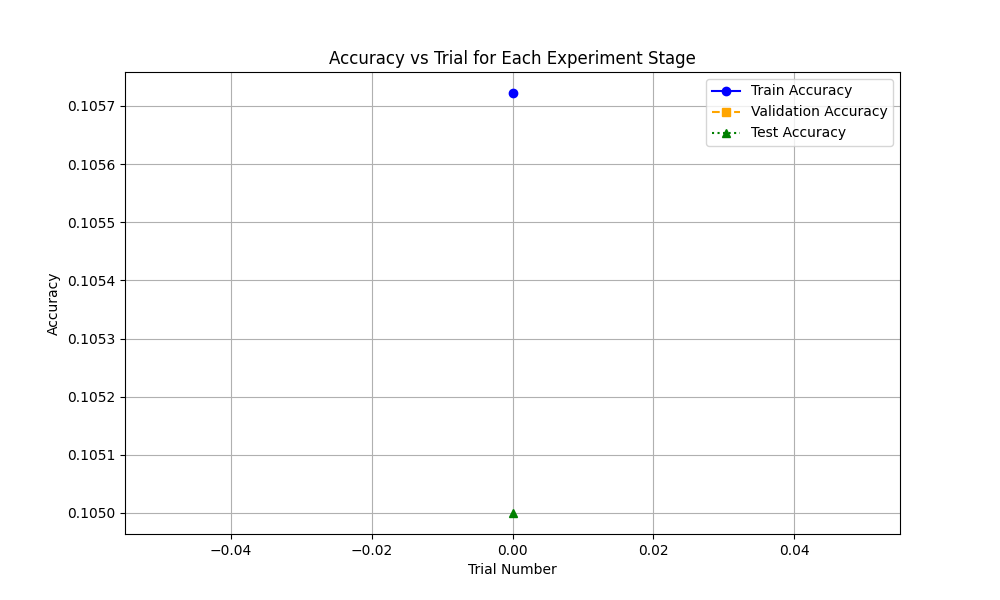 Accuracy vs Trial for Each Experiment Stage
Train Accuracy
Validation Accuracy
Test Accuracy
Accuracy
0.1057
0.1056
0.1055
0.1054
0.1053
0.1052
0.1051
0.1050
−0.04 −0.02 0.00 0.02 0.04
Trial Number